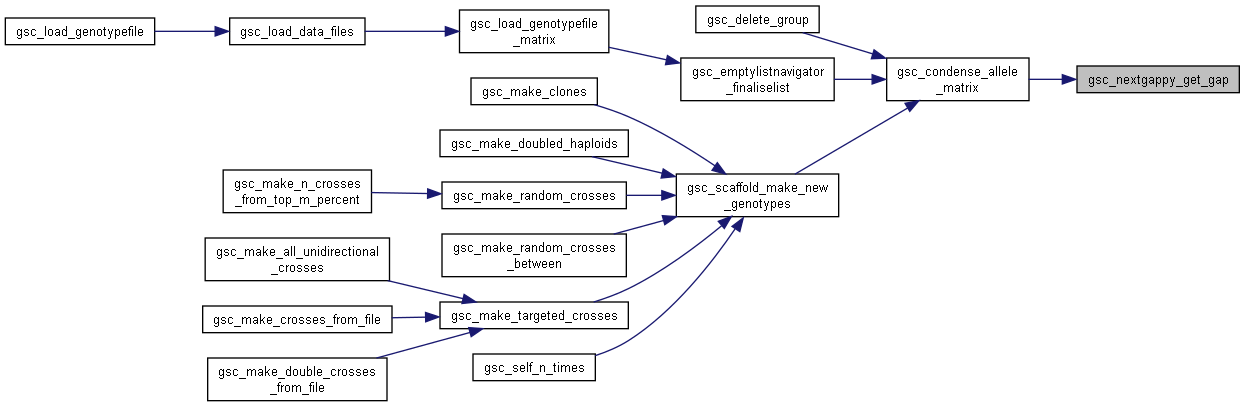 gsc_load_genotypefile
gsc_load_data_files
gsc_load_genotypefile
_matrix
gsc_delete_group
gsc_emptylistnavigator
_finaliselist
gsc_condense_allele
_matrix
gsc_nextgappy_get_gap
gsc_make_clones
gsc_make_doubled_haploids
gsc_make_n_crosses
_from_top_m_percent
gsc_make_random_crosses
gsc_scaffold_make_new
_genotypes
gsc_make_random_crosses
_between
gsc_make_all_unidirectional
_crosses
gsc_make_crosses_from_file
gsc_make_targeted_crosses
gsc_make_double_crosses
_from_file
gsc_self_n_times